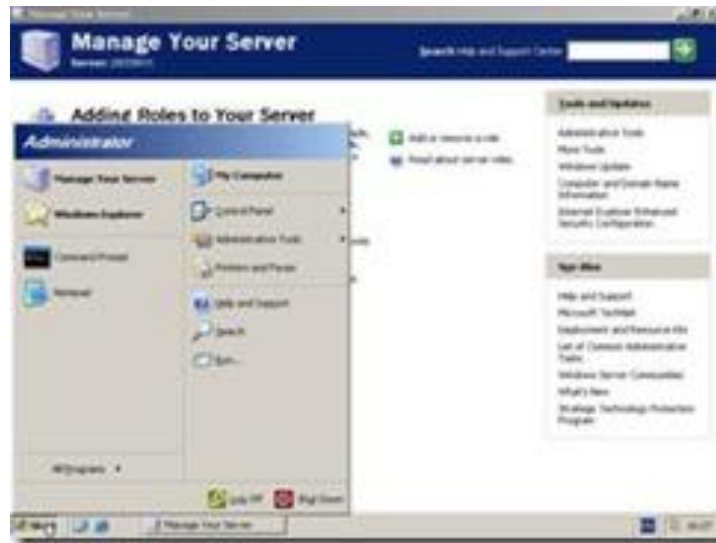 Manage Your Server
Manage Your Server
Server:
Search Help and Support Center
Adding Roles to Your Server
Add or remove a role
Read about server roles
Tools and Updates
Administrative Tools
More Tools
Windows Update
Computer and Domain Name
Information
Internet Explorer Enhanced
Security Configuration
See Also
Help and Support
Microsoft TechNet
Deployment and Resource Kits
List of Common Administrative
Tasks
Windows Server Communities
What's New
Strategic Technology Protection
Program
Administrator
Manage Your Server
Windows Explorer
Command Prompt
Notepad
My Computer
Control Panel
Administrative Tools
Printers and Faxes
Help and Support
Search
Run...
All Programs
Log Off
Shut Down
Start
Manage Your Server